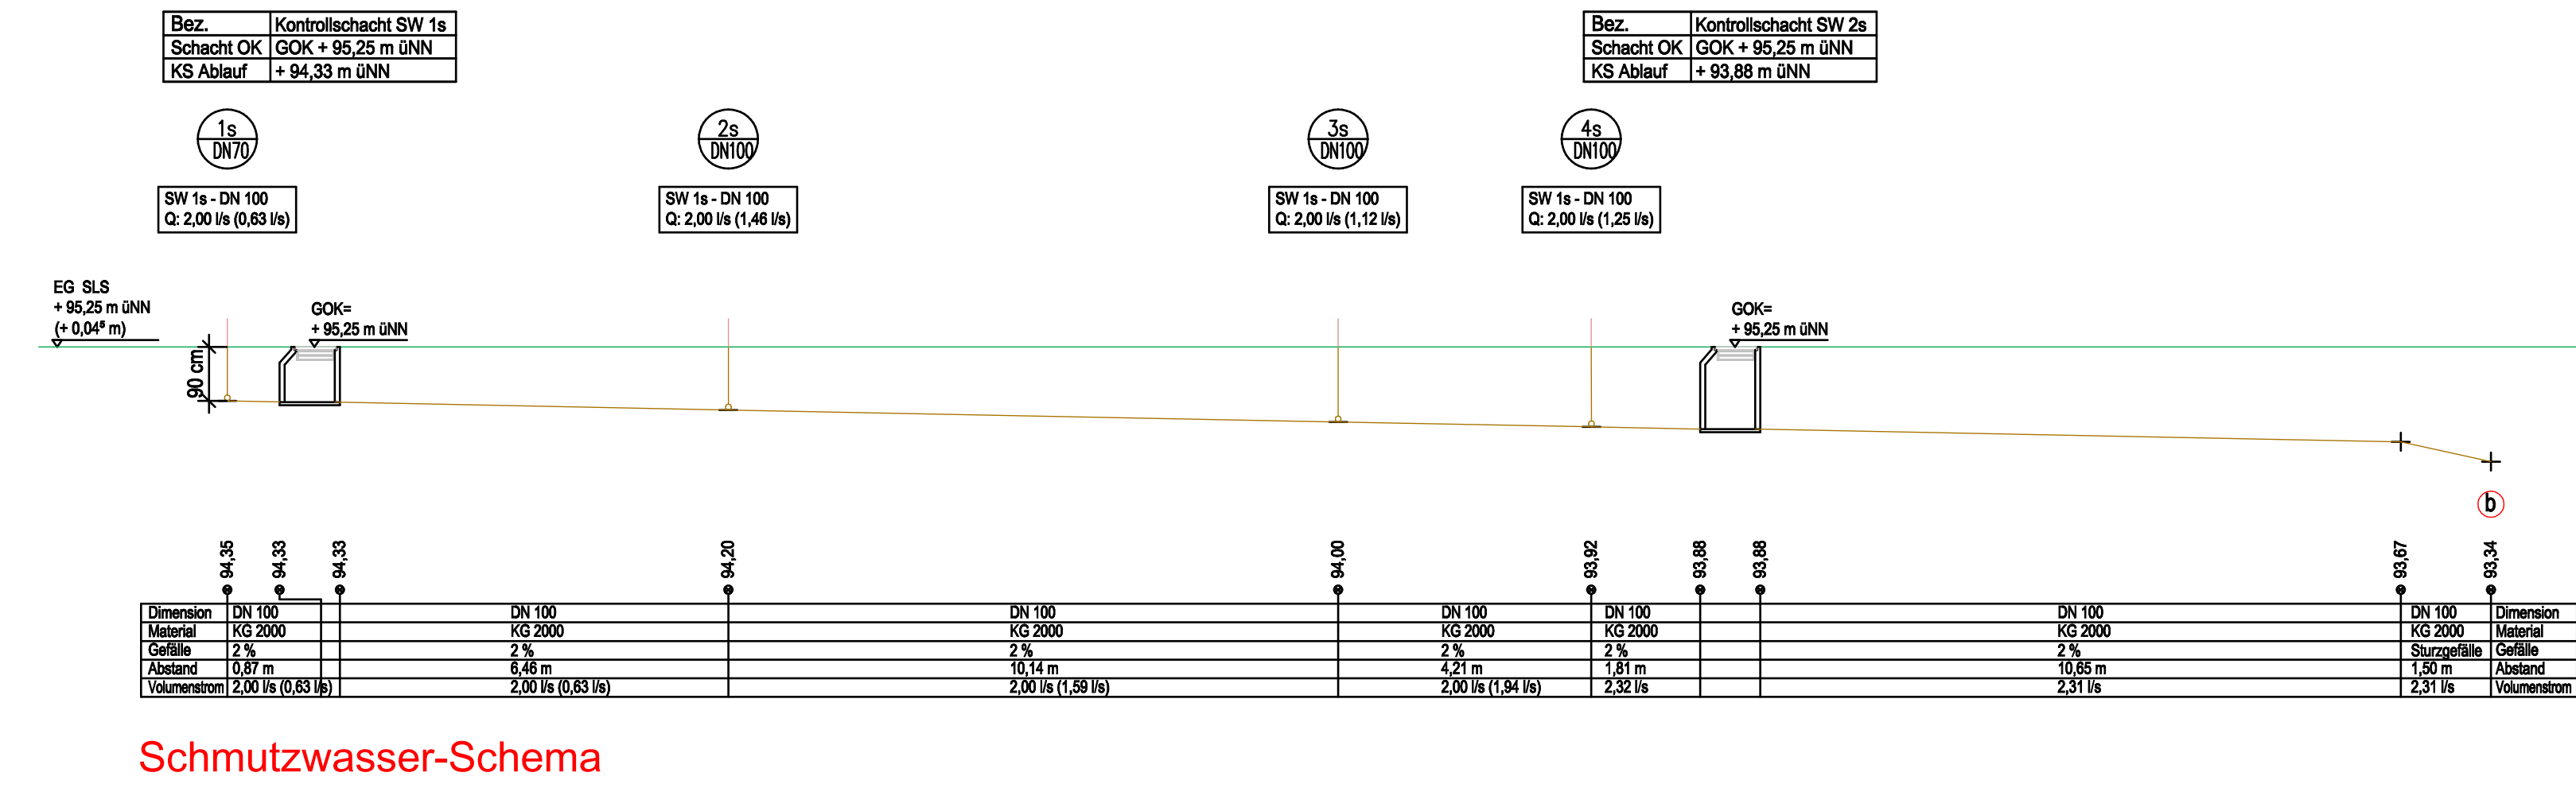 Bez. Kontrollschacht SW 1s
Schacht OK GOK + 95,25 m üNN
KS Ablauf + 94,33 m üNN
Bez. Kontrollschacht SW 2s
Schacht OK GOK + 95,25 m üNN
KS Ablauf + 93,88 m üNN
1s
DN70
2s
DN100
3s
DN100
4s
DN100
SW 1s - DN 100
Q: 2,00 l/s (0,63 l/s)
SW 1s - DN 100
Q: 2,00 l/s (1,46 l/s)
SW 1s - DN 100
Q: 2,00 l/s (1,12 l/s)
SW 1s - DN 100
Q: 2,00 l/s (1,25 l/s)
EG SLS
+ 95,25 m üNN
(+ 0,04⁵ m)
GOK=
+ 95,25 m üNN
GOK=
+ 95,25 m üNN
90 cm
b
94,35 94,33 94,33 94,20 94,00 93,92 93,88 93,88 93,67 93,34
Dimension DN 100 DN 100 DN 100 DN 100 DN 100 DN 100 DN 100 Dimension
Material KG 2000 KG 2000 KG 2000 KG 2000 KG 2000 KG 2000 KG 2000 Material
Gefälle 2 % 2 % 2 % 2 % 2 % 2 % Sturzgefälle Gefälle
Abstand 0,87 m 6,46 m 10,14 m 4,21 m 1,81 m 10,65 m 1,50 m Abstand
Volumenstrom 2,00 l/s (0,63 l/s) 2,00 l/s (0,63 l/s) 2,00 l/s (1,59 l/s) 2,00 l/s (1,94 l/s) 2,32 l/s 2,31 l/s 2,31 l/s Volumenstrom
Schmutzwasser-Schema